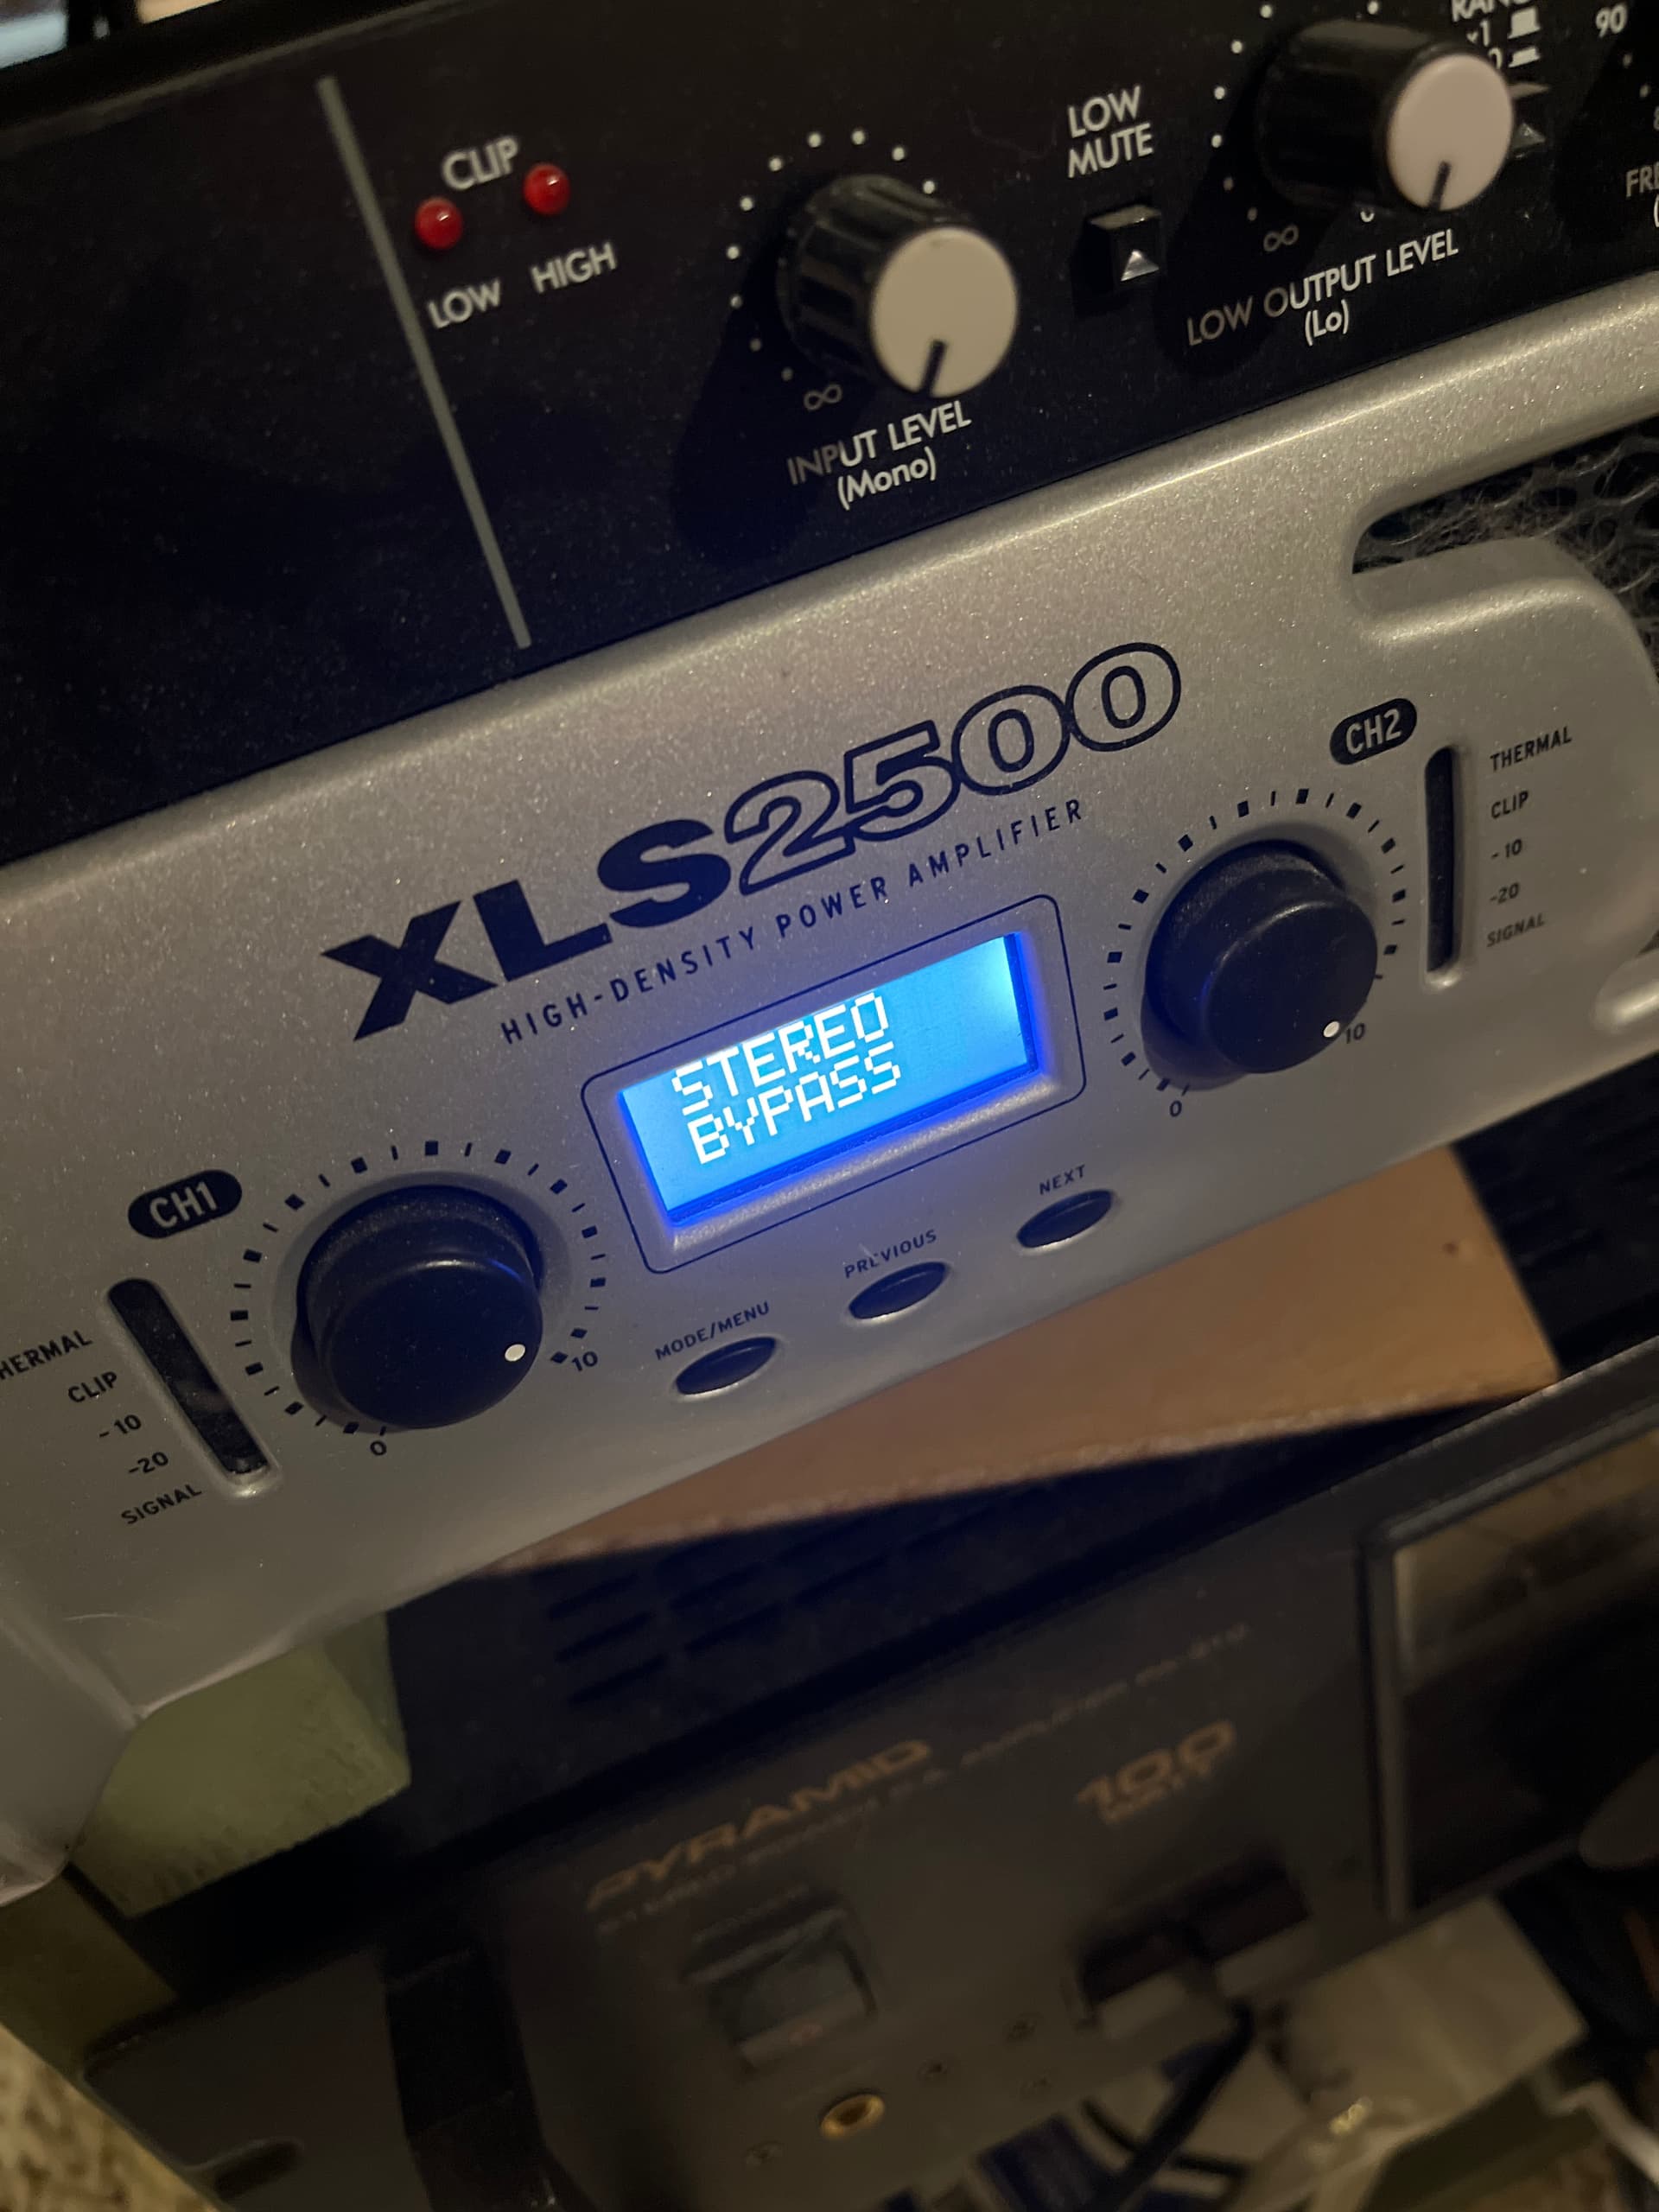 CLIP
LOW HIGH
∞
INPUT LEVEL
(Mono)
LOW
MUTE
∞
LOW OUTPUT LEVEL
(Lo)
x1
90
XLS2500
HIGH-DENSITY POWER AMPLIFIER
STEREO
BYPASS
CH1
CLIP
-10
-20
SIGNAL
0
10
MODE/MENU
PREVIOUS
NEXT
CH2
THERMAL
CLIP
-10
-20
SIGNAL
0
10
PYRAMID
100